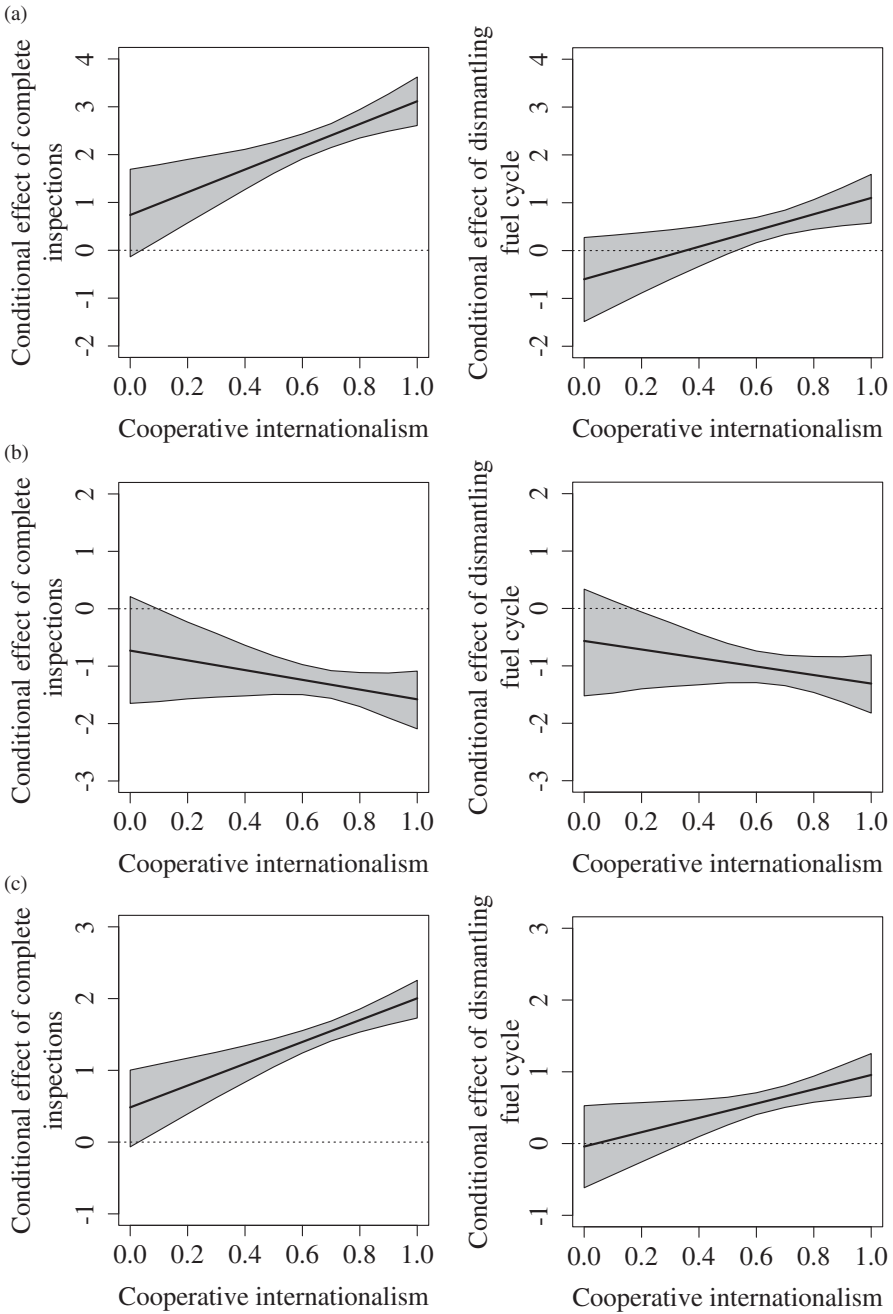 (a)
Conditional effect of complete
inspections
4
3
2
1
0
-1
-2
0.0 0.2 0.4 0.6 0.8 1.0
Cooperative internationalism
Conditional effect of dismantling
fuel cycle
4
3
2
1
0
-1
-2
0.0 0.2 0.4 0.6 0.8 1.0
Cooperative internationalism
(b)
Conditional effect of complete
inspections
2
1
0
-1
-2
-3
0.0 0.2 0.4 0.6 0.8 1.0
Cooperative internationalism
Conditional effect of dismantling
fuel cycle
2
1
0
-1
-2
-3
0.0 0.2 0.4 0.6 0.8 1.0
Cooperative internationalism
(c)
Conditional effect of complete
inspections
3
2
1
0
-1
0.0 0.2 0.4 0.6 0.8 1.0
Cooperative internationalism
Conditional effect of dismantling
fuel cycle
3
2
1
0
-1
0.0 0.2 0.4 0.6 0.8 1.0
Cooperative internationalism